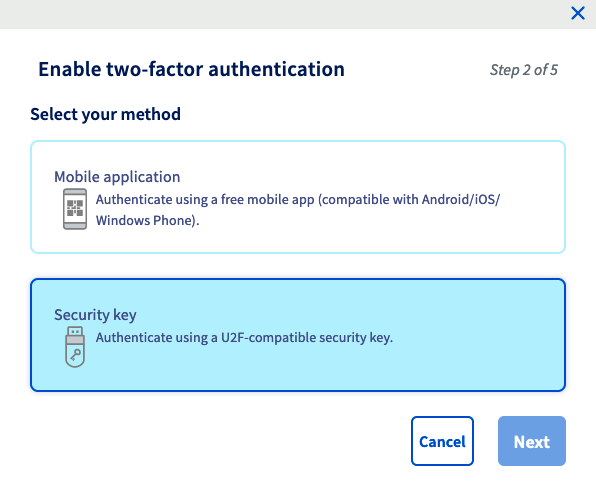 Enable two-factor authentication
Step 2 of 5
Select your method
Mobile application
Authenticate using a free mobile app (compatible with Android/iOS/
Windows Phone).
Security key
Authenticate using a U2F-compatible security key.
Cancel
Next